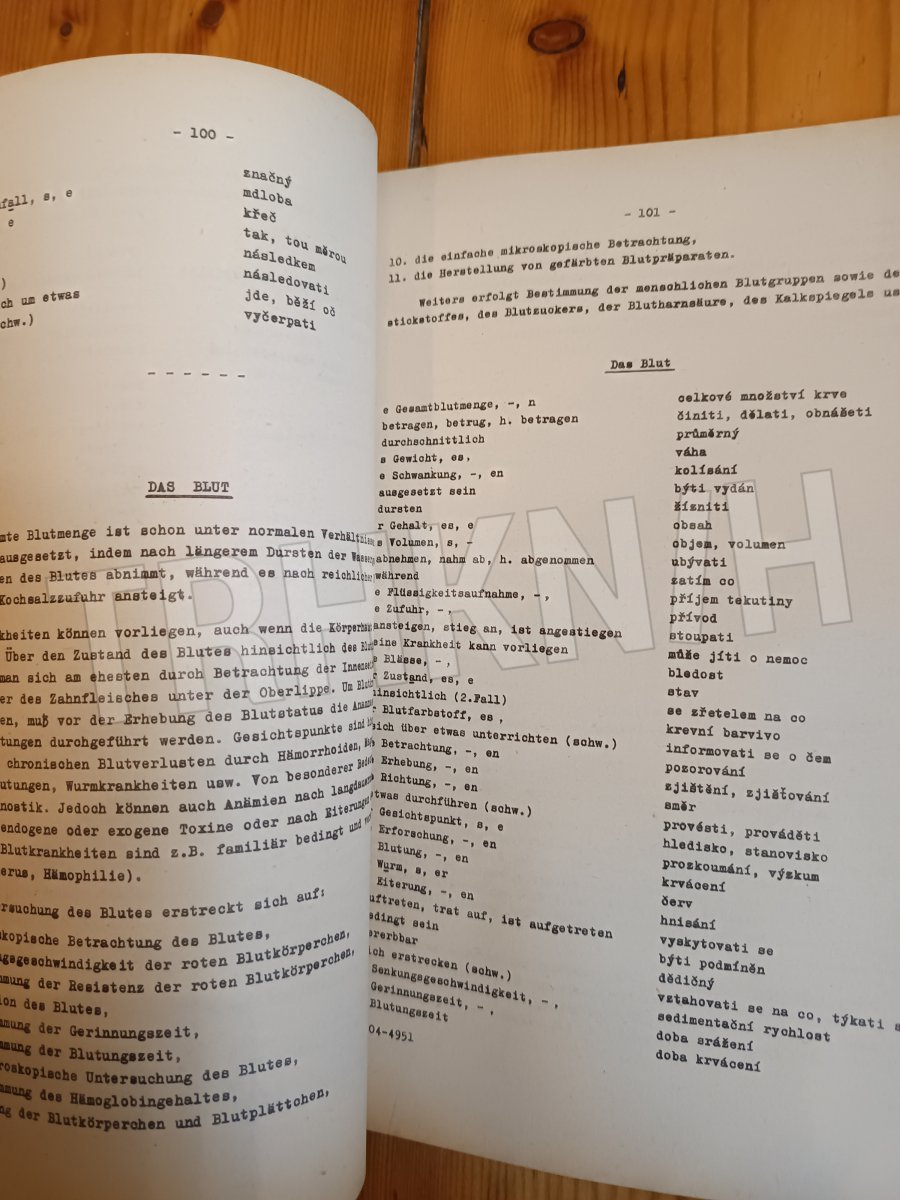 - 100 -
značný
fall, s, e
mdloba
e
křeč
tak, tou měrou
)
následkem
ch um etwas
následovati
chw.)
jde, běží oč
vyčerpati
- - - - - -
DAS BLUT
mte Blutmenge ist schon unter normalen Verhältnis
ausgesetzt, indem nach längerem Dursten der Wasser
en des Blutes abnimmt, während es nach reichlicher
Kochsalzzufuhr ansteigt.
kheiten können vorliegen, auch wenn die Körperhau
Über den Zustand des Blutes hinsichtlich des Blut
man sich am ehesten durch Betrachtung der Innense
er des Zahnfleisches unter der Oberlippe. Um Blut
en, muß vor der Erhebung des Blutstatus die Anamne
tungen durchgeführt werden. Gesichtspunkte sind
chronischen Blutverlusten durch Hämorrhoiden,
utungen, Wurmkrankheiten usw. Von besonderer Bede
nostik. Jedoch können auch Anämien nach langdauern
endogene oder exogene Toxine oder nach Eiterungen
Blutkrankheiten sind z.B. familiär bedingt und
erus, Hämophilie).
rsuchung des Blutes erstreckt sich auf:
skopische Betrachtung des Blutes,
ngsgeschwindigkeit der roten Blutkörperchen,
mung der Resistenz der roten Blutkörperchen,
ion des Blutes,
mung der Gerinnungszeit,
mung der Blutungszeit,
roskopische Untersuchung des Blutes,
mung des Hämoglobingehaltes,
ng der Blutkörperchen und Blutplättchen,
- 101 -
10. die einfache mikroskopische Betrachtung,
11. die Herstellung von gefärbten Blutpräparaten.
Weiters erfolgt Bestimmung der menschlichen Blutgruppen sowie de
stickstoffes, des Blutzuckers, der Blutharnsäure, des Kalkspiegels us
Das Blut
e Gesamtblutmenge, -, n celkové množství krve
betragen, betrug, h. betragen činiti, dělati, obnášeti
durchschnittlich průměrný
s Gewicht, es, váha
e Schwankung, -, en kolísání
ausgesetzt sein býti vydán
dursten žízniti
r Gehalt, es, e obsah
s Volumen, s, - objem, volumen
abnehmen, nahm ab, h. abgenommen ubývati
während zatím co
e Flüssigkeitsaufnahme, -, příjem tekutiny
e Zufuhr, -, přívod
ansteigen, stieg an, ist angestiegen stoupati
eine Krankheit kann vorliegen může jíti o nemoc
e Blässe, -, bledost
r Zustand, es, e stav
hinsichtlich (2.Fall) se zřetelem na co
r Blutfarbstoff, es, krevní barvivo
sich über etwas unterrichten (schw.) informovati se o čem
Betrachtung, -, en pozorování
Erhebung, -, en zjištění, zjišťování
Richtung, -, en směr
etwas durchführen (schw.) provésti, prováděti
Gesichtspunkt, s, e hledisko, stanovisko
Erforschung, -, en prozkoumání, výzkum
Blutung, -, en krvácení
Wurm, s, er červ
Eiterung, -, en hnisání
uftreten, trat auf, ist aufgetreten vyskytovati se
edingt sein býti podmíněn
ererbbar dědičný
ich erstrecken (schw.) vztahovati se na co, týkati s
Senkungsgeschwindigkeit, -, sedimentační rychlost
Gerinnungszeit, -, doba srážení
Blutungszeit doba krvácení
04-4951
TRHKNIH